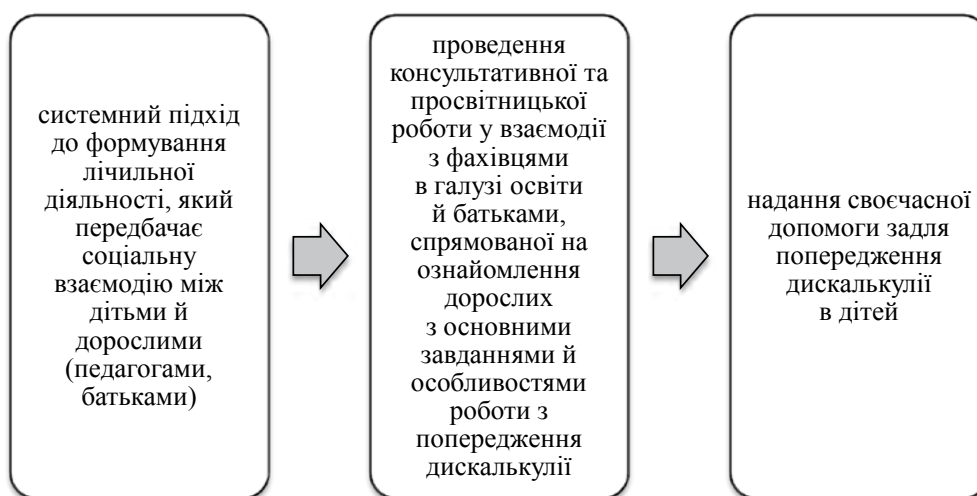 системний підхід
до формування
лічильної
діяльності, який
передбачає
соціальну
взаємодію між
дітьми й
дорослими
(педагогами,
батьками)
проведення
консультативної та
просвітницької
роботи у взаємодії
з фахівцями
в галузі освіти
й батьками,
спрямованої на
ознайомлення
дорослих
з основними
завданнями й
особливостями
роботи з
попередження
дискалькулії
надання своєчасної
допомоги задля
попередження
дискалькулії
в дітей